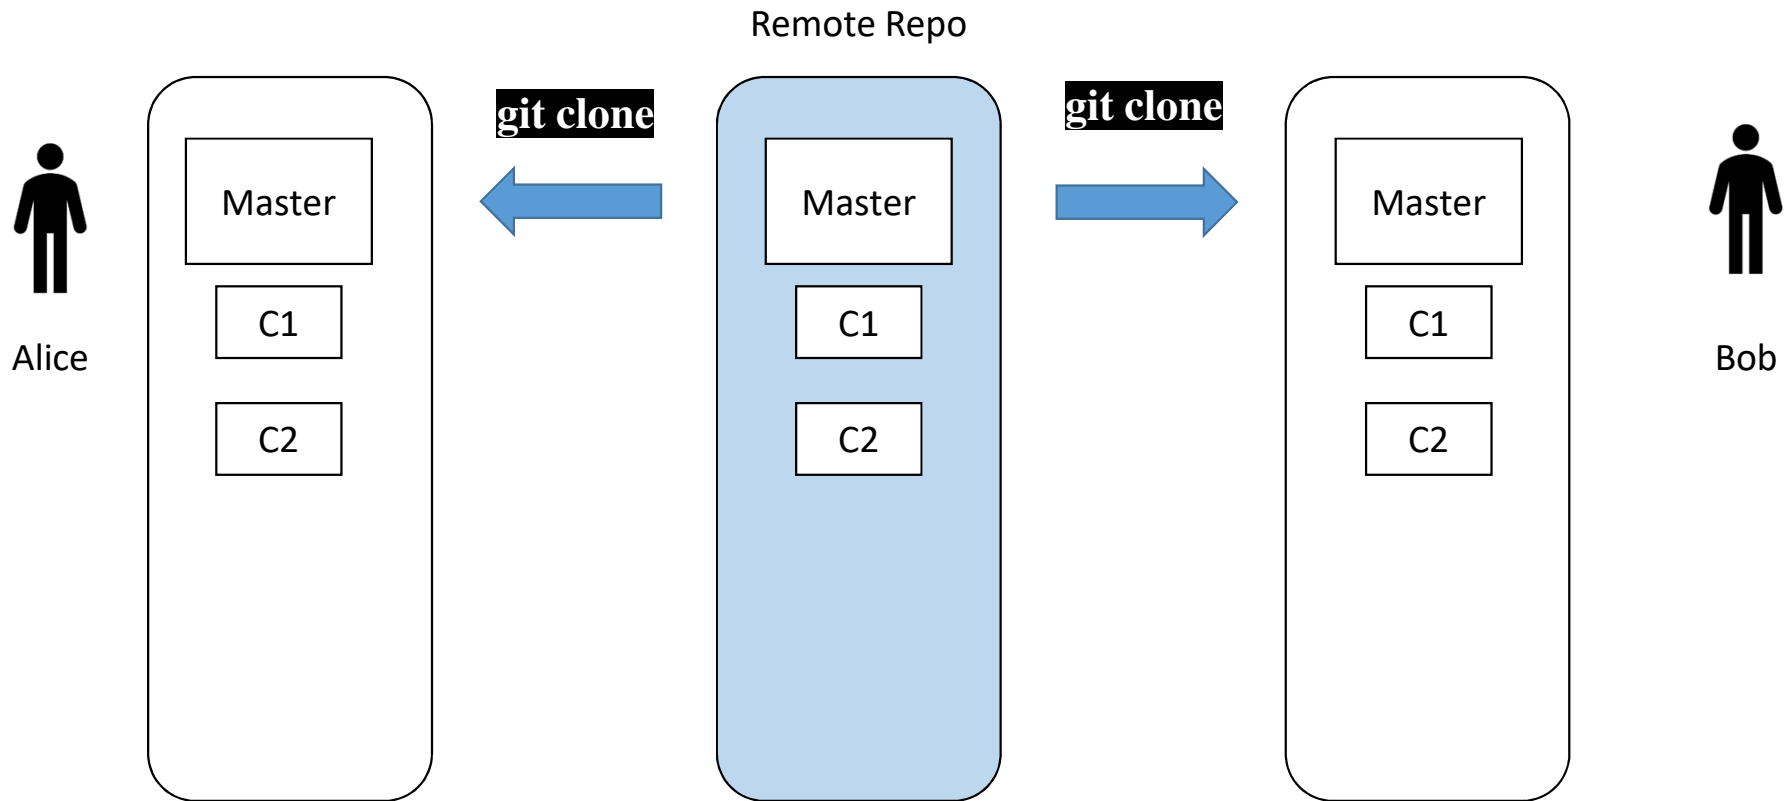 Remote Repo
git clone
git clone
Master
Master
Master
C1
C1
C1
Alice
Bob
C2
C2
C2